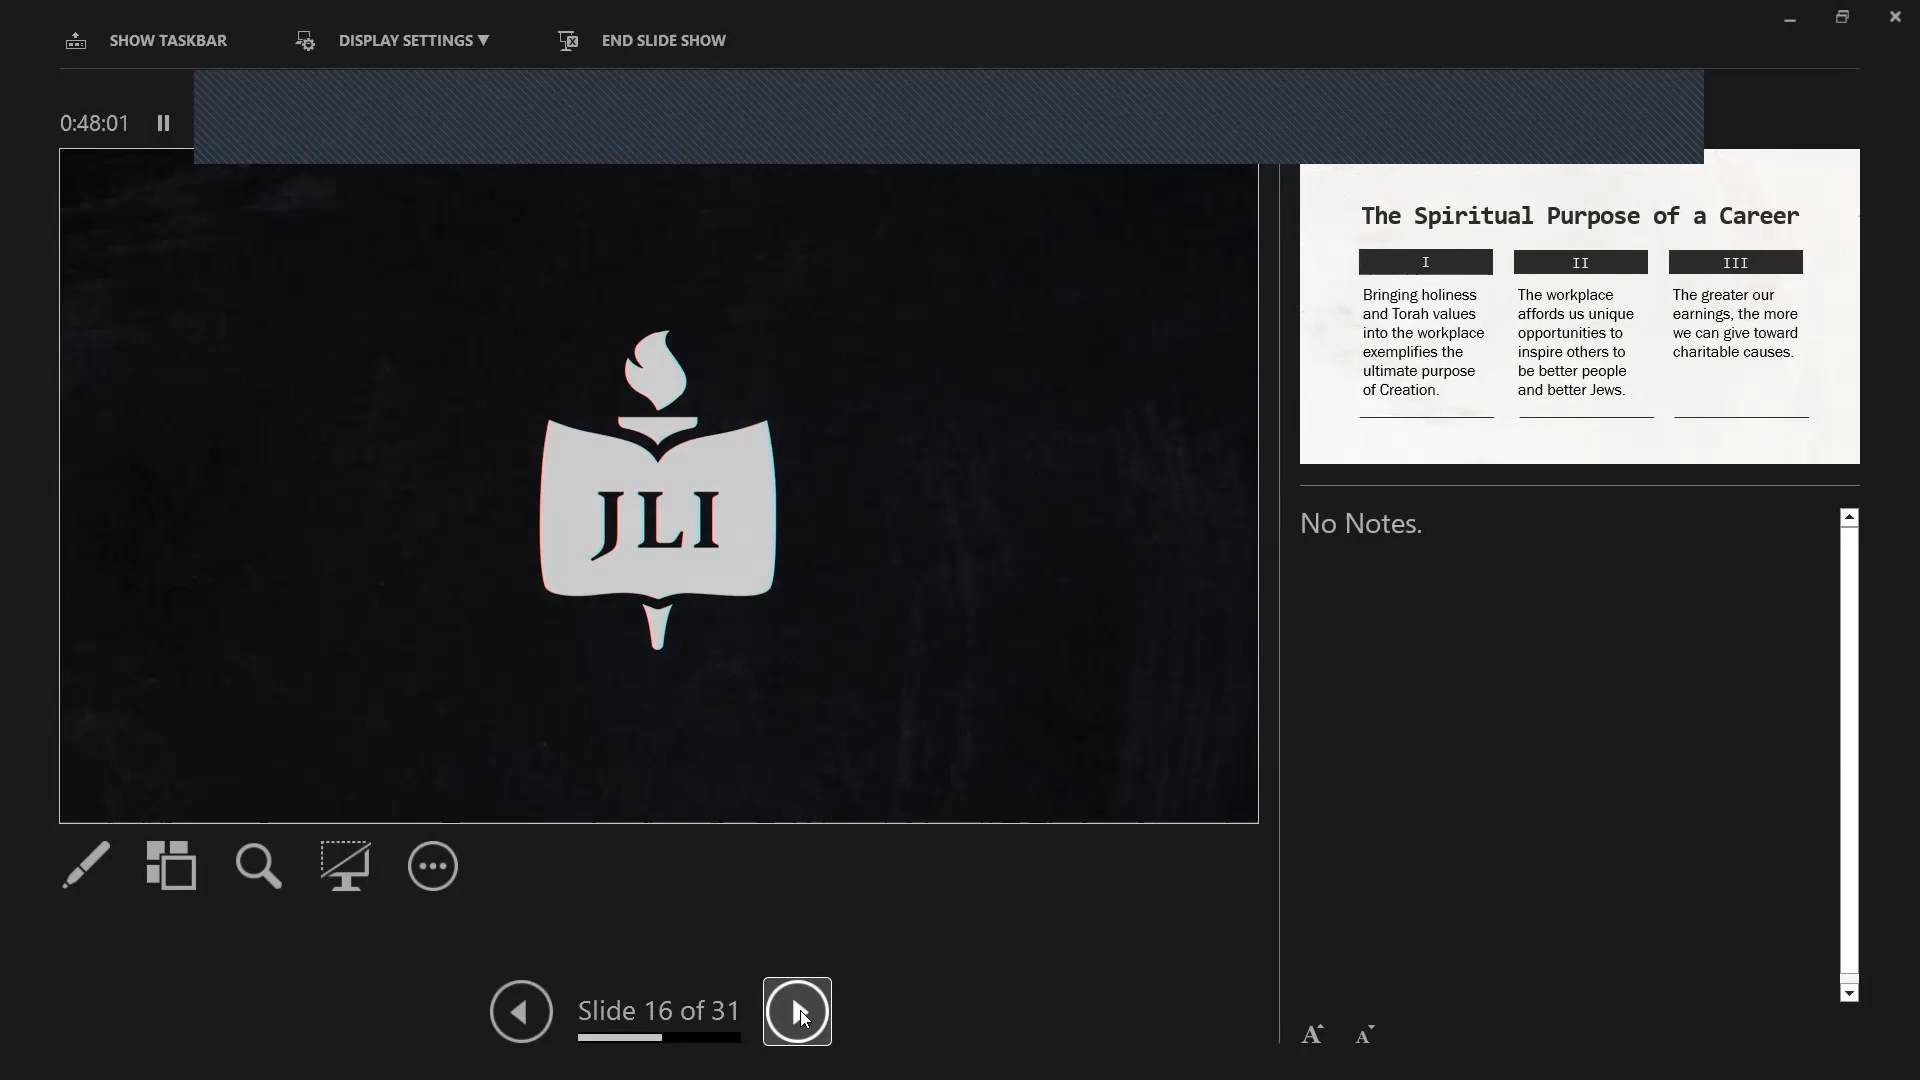 SHOW TASKBAR
DISPLAY SETTINGS ▼
END SLIDE SHOW
0:48:01
JLI
The Spiritual Purpose of a Career
I
Bringing holiness
and Torah values
into the workplace
exemplifies the
ultimate purpose
of Creation.
II
The workplace
affords us unique
opportunities to
inspire others to
be better people
and better Jews.
III
The greater our
earnings, the more
we can give toward
charitable causes.
No Notes.
Slide 16 of 31
A A